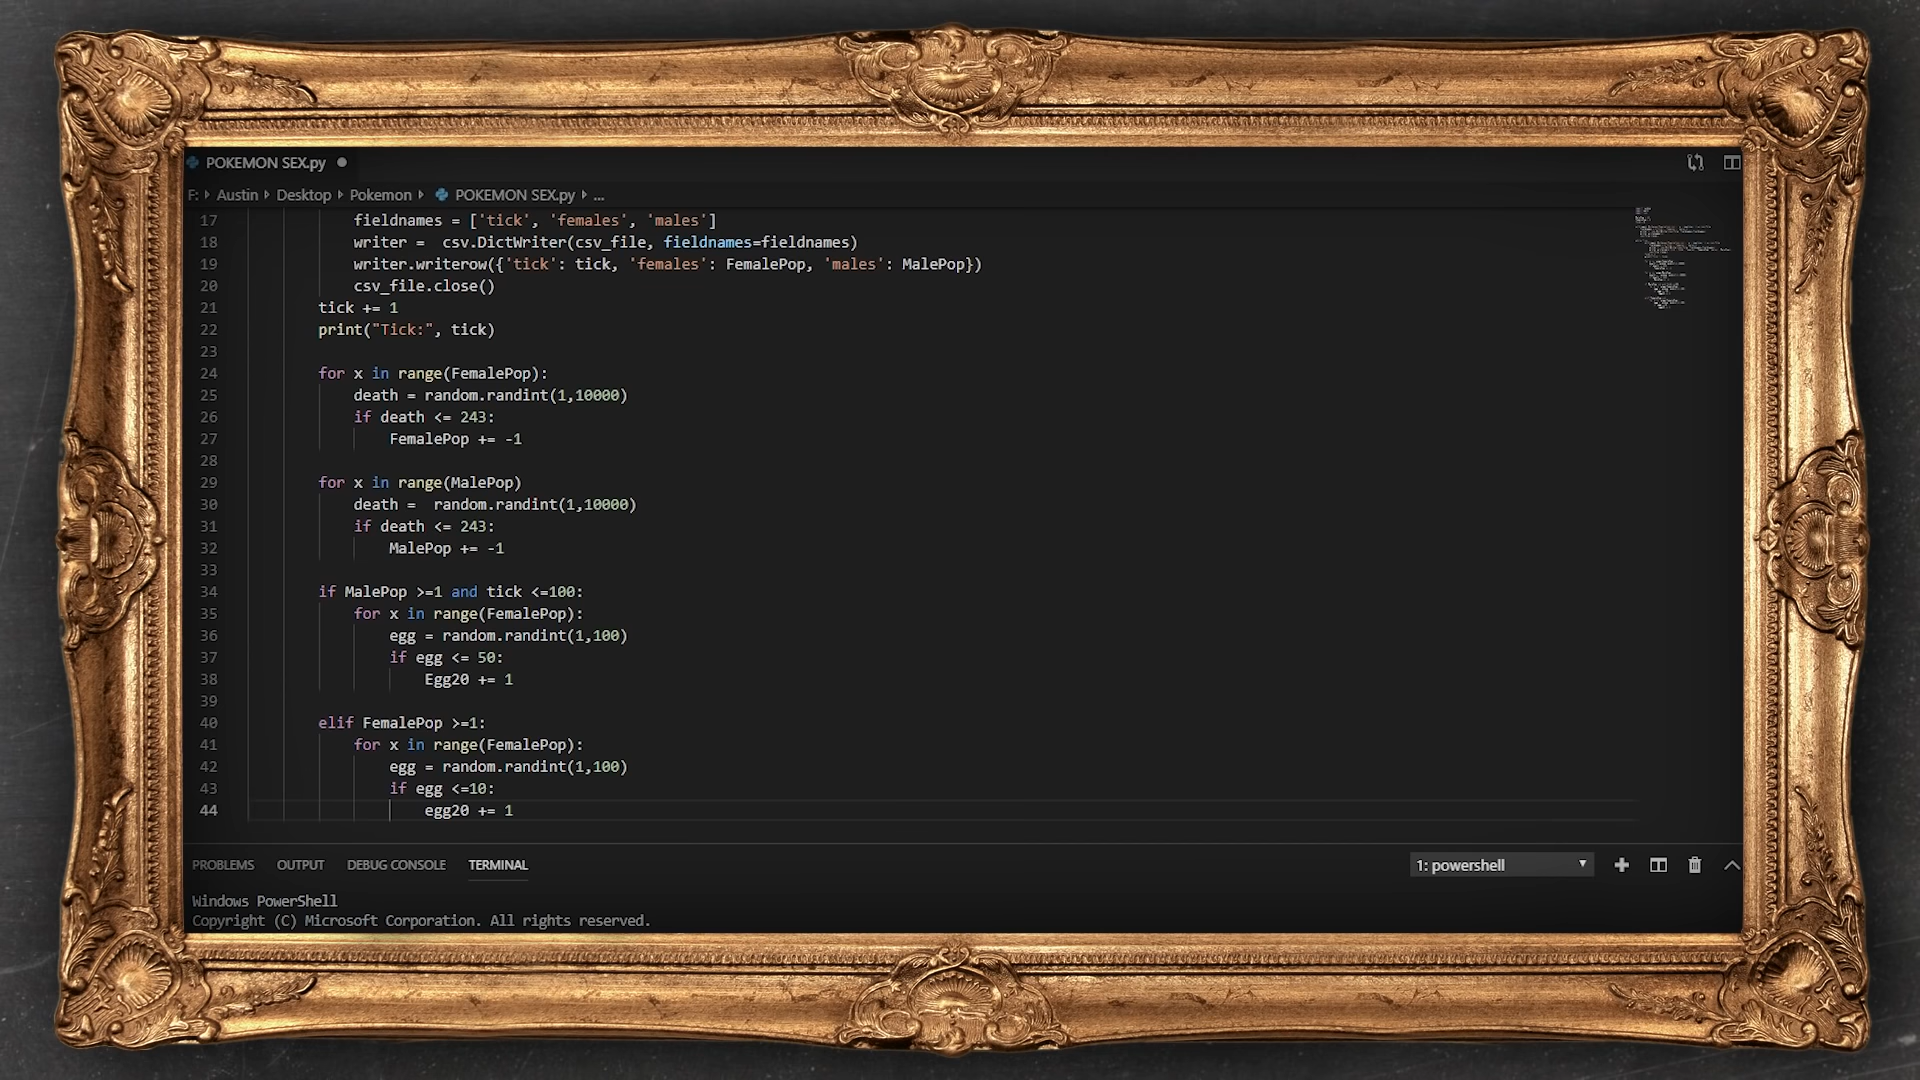 POKEMON SEX.py
F: Austin Desktop Pokemon POKEMON SEX.py ...
17 fieldnames = ['tick', 'females', 'males']
18 writer =  csv.DictWriter(csv_file, fieldnames=fieldnames)
19 writer.writerow({'tick': tick, 'females': FemalePop, 'males': MalePop})
20 csv_file.close()
21 tick += 1
22 print("Tick:", tick)
23
24 for x in range(FemalePop):
25 death = random.randint(1,10000)
26 if death <= 243:
27 FemalePop += -1
28
29 for x in range(MalePop)
30 death =  random.randint(1,10000)
31 if death <= 243:
32 MalePop += -1
33
34 if MalePop >=1 and tick <=100:
35 for x in range(FemalePop):
36 egg = random.randint(1,100)
37 if egg <= 50:
38 Egg20 += 1
39
40 elif FemalePop >=1:
41 for x in range(FemalePop):
42 egg = random.randint(1,100)
43 if egg <=10:
44 egg20 += 1
PROBLEMS OUTPUT DEBUG CONSOLE TERMINAL 1: powershell
Windows PowerShell
Copyright (C) Microsoft Corporation. All rights reserved.